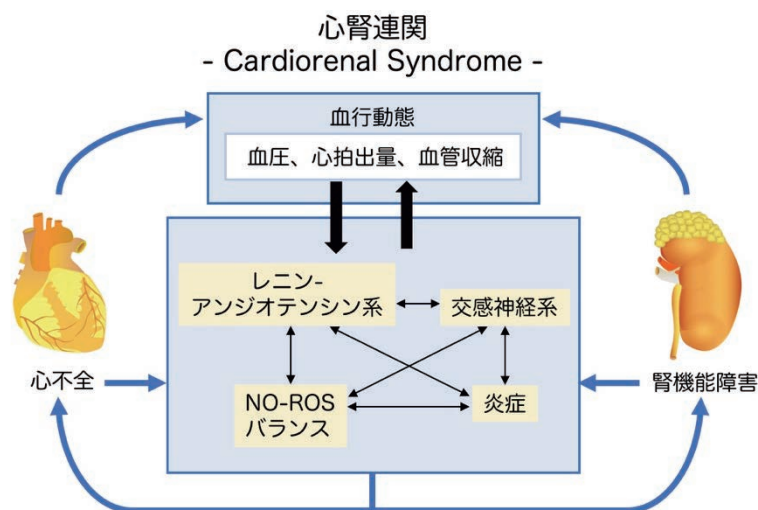 心腎連関
- Cardiorenal Syndrome -
血行動態
血圧、心拍出量、血管収縮
レニン-
アンジオテンシン系
交感神経系
心不全
腎機能障害
NO-ROS
バランス
炎症